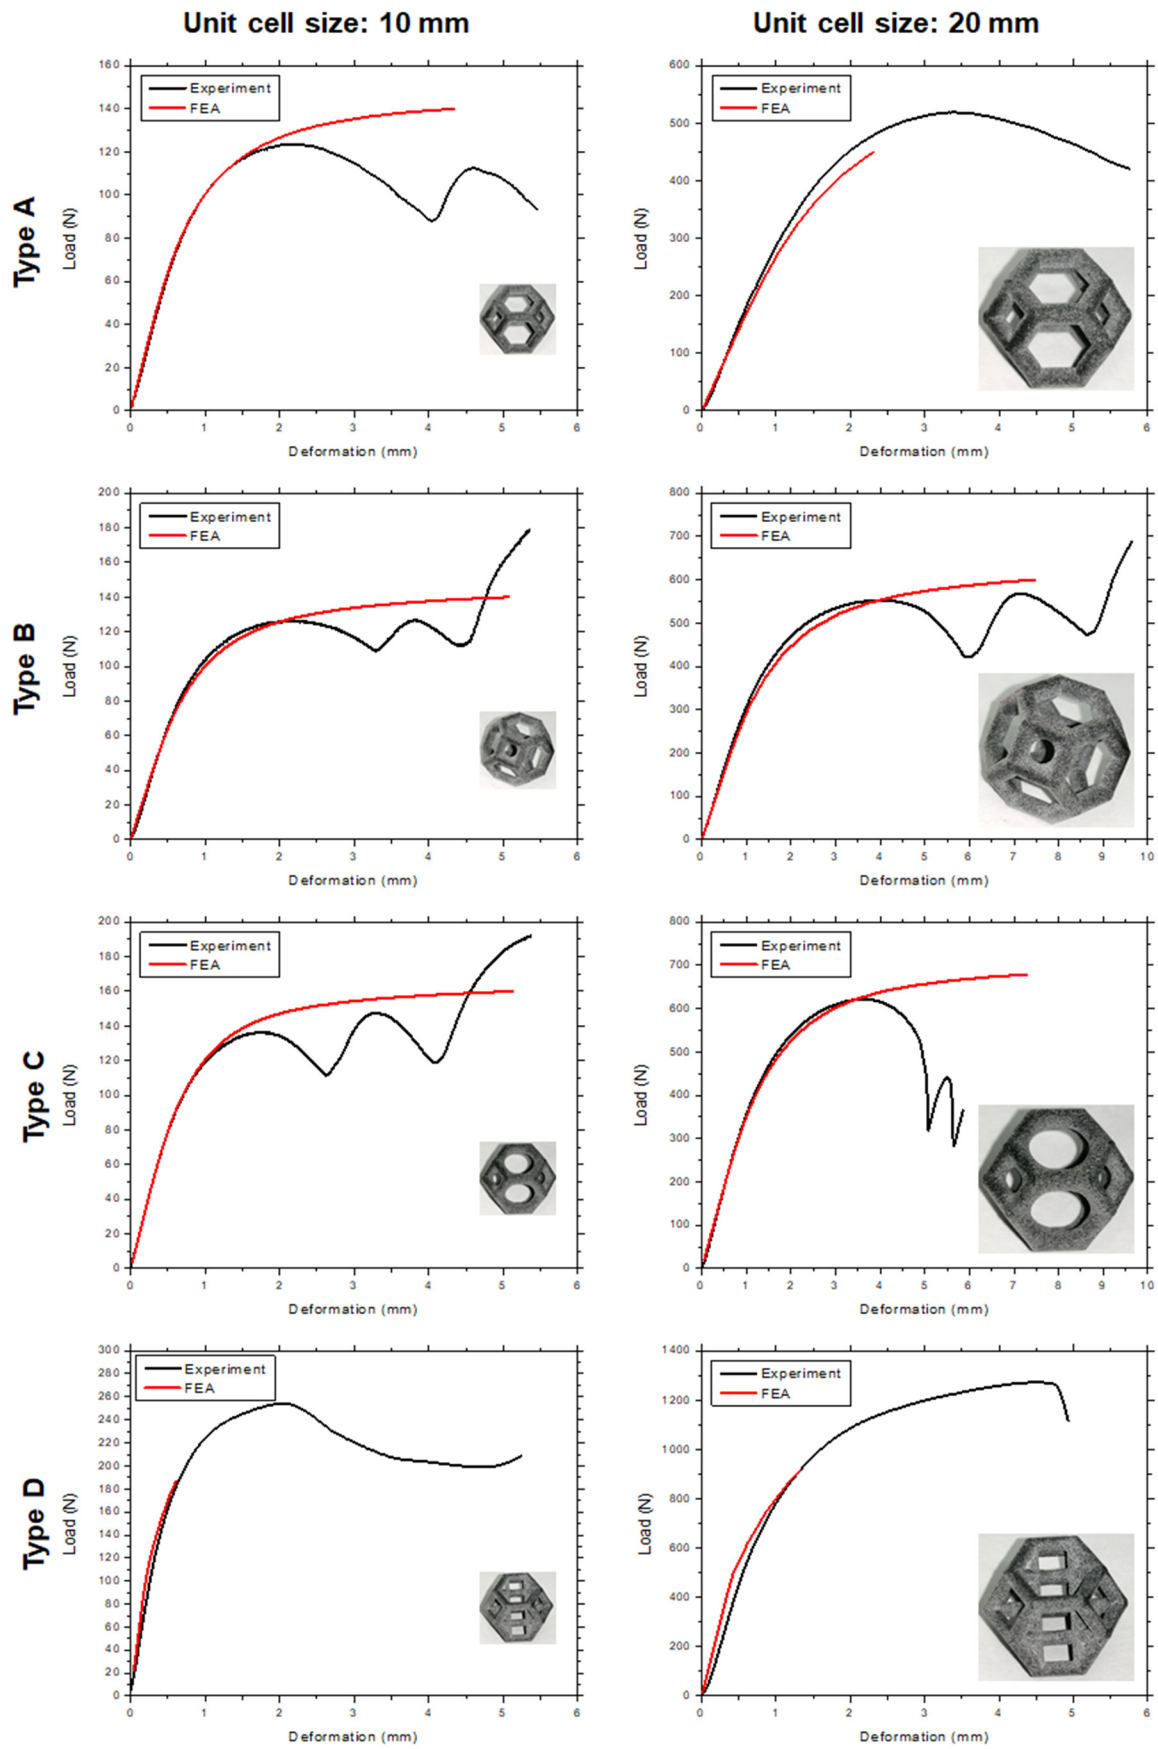 Unit cell size: 10 mm
Unit cell size: 20 mm
Type A
160
140
120
100
80
60
40
20
0
Load (N)
Experiment
FEA
0 1 2 3 4 5 6
Deformation (mm)
600
500
400
300
200
100
0
Load (N)
Experiment
FEA
0 1 2 3 4 5 6
Deformation (mm)
Type B
200
180
160
140
120
100
80
60
40
20
0
Load (N)
Experiment
FEA
0 1 2 3 4 5 6
Deformation (mm)
800
700
600
500
400
300
200
100
0
Load (N)
Experiment
FEA
0 1 2 3 4 5 6 7 8 9 10
Deformation (mm)
Type C
200
180
160
140
120
100
80
60
40
20
0
Load (N)
Experiment
FEA
0 1 2 3 4 5 6
Deformation (mm)
800
700
600
500
400
300
200
100
0
Load (N)
Experiment
FEA
0 1 2 3 4 5 6 7 8 9 10
Deformation (mm)
Type D
300
280
260
240
220
200
180
160
140
120
100
80
60
40
20
0
Load (N)
Experiment
FEA
0 1 2 3 4 5 6
Deformation (mm)
1400
1200
1000
800
600
400
200
0
Load (N)
Experiment
FEA
0 1 2 3 4 5 6
Deformation (mm)